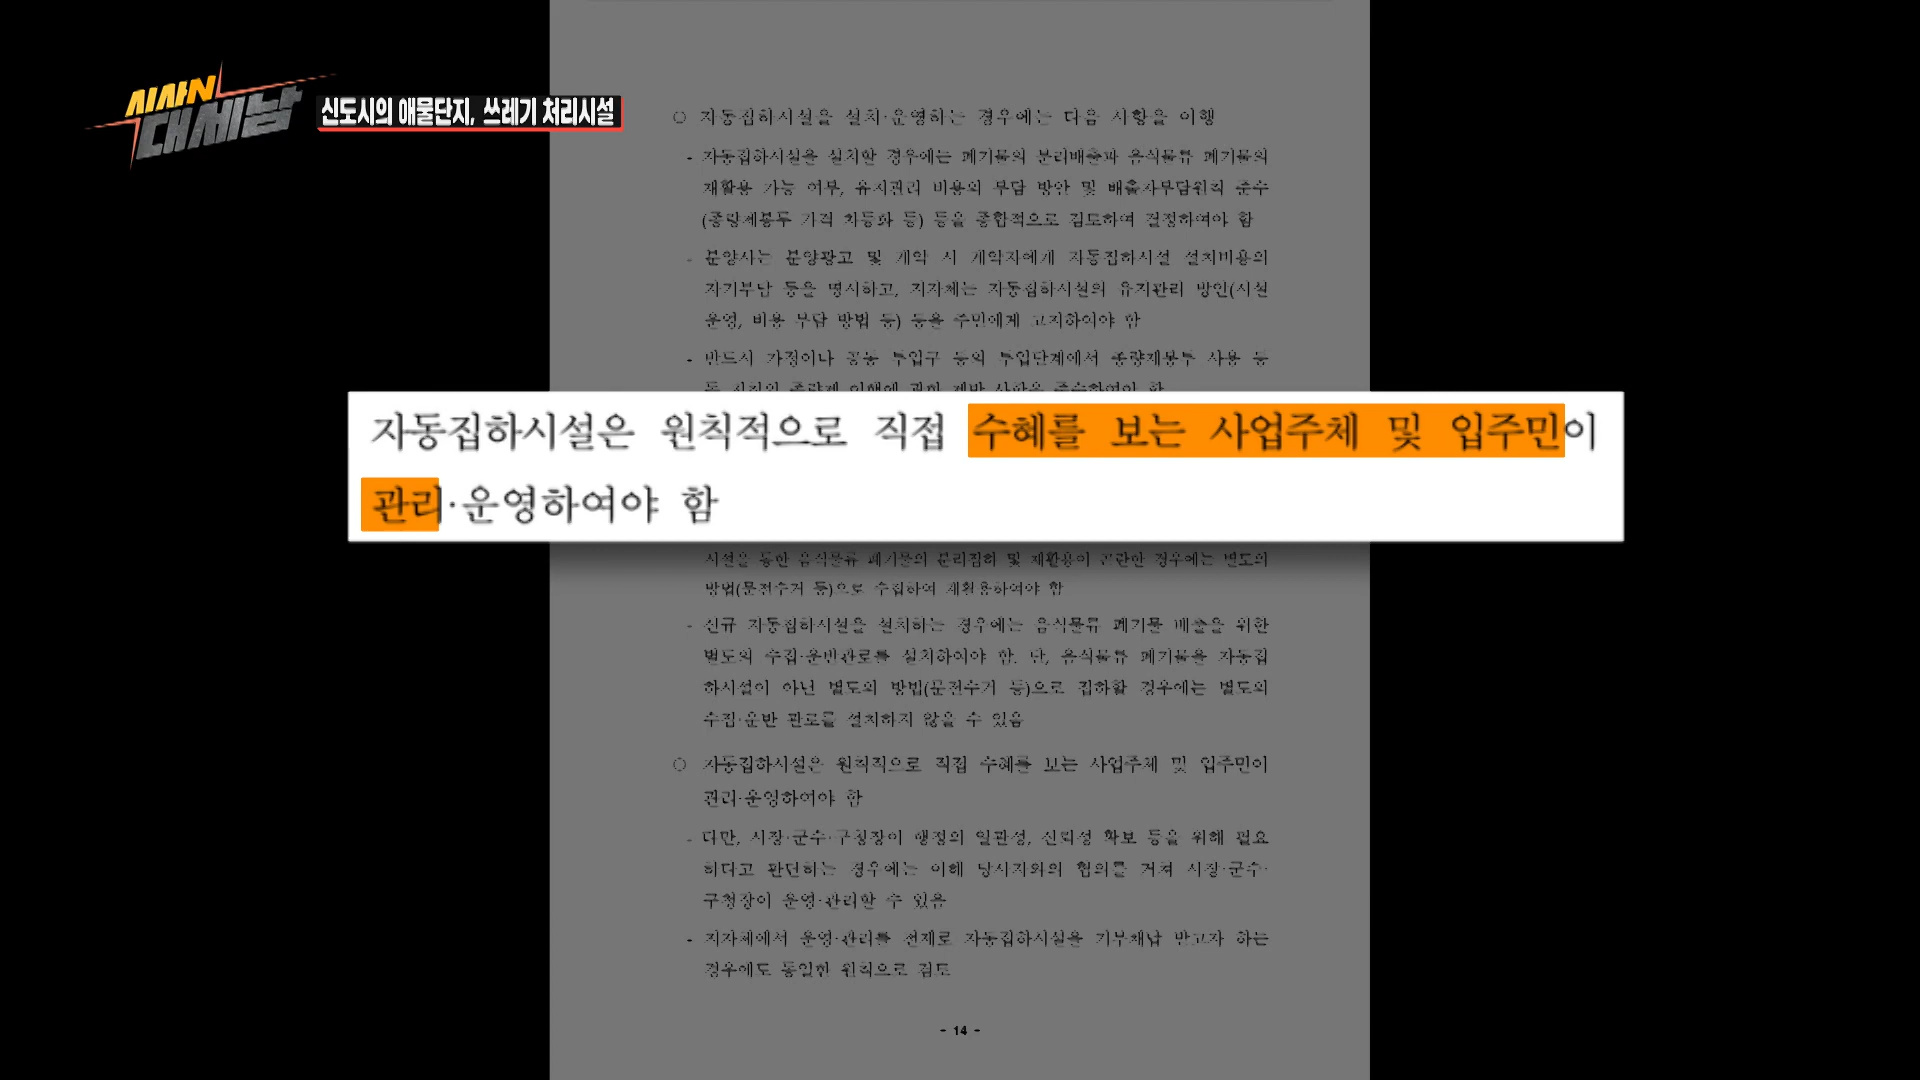 시사N
대세남
신도시의 애물단지, 쓰레기 처리시설
○ 자동집하시설을 설치·운영하는 경우에는 다음 사항을 이행
- 자동집하시설을 설치할 경우에는 폐기물의 분리배출과 음식물류 폐기물의
재활용 가능 여부, 유지관리 비용의 부담 방안 및 배출자부담원칙 준수
(종량제봉투 가격 차등화 등) 등을 종합적으로 검토하여 결정하여야 함
- 분양사는 분양광고 및 계약 시 계약자에게 자동집하시설 설치비용의
자기부담 등을 명시하고, 지자체는 자동집하시설의 유지관리 방안(시설
운영, 비용 부담 방법 등) 등을 주민에게 고지하여야 함
- 반드시 가정이나 공동 투입구 등의 투입단계에서 종량제봉투 사용 등
자동집하시설은 원칙적으로 직접 수혜를 보는 사업주체 및 입주민이
관리·운영하여야 함
시설을 통한 음식물류 폐기물의 분리집하 및 재활용이 곤란한 경우에는 별도의
방법(문전수거 등)으로 수집하여 재활용하여야 함
- 신규 자동집하시설을 설치하는 경우에는 음식물류 폐기물 배출을 위한
별도의 수집·운반관로를 설치하여야 함. 단, 음식물류 폐기물을 자동집
하시설이 아닌 별도의 방법(문전수거 등)으로 집하할 경우에는 별도의
수집·운반 관로를 설치하지 않을 수 있음
○ 자동집하시설은 원칙적으로 직접 수혜를 보는 사업주체 및 입주민이
관리·운영하여야 함
- 다만, 시장·군수·구청장이 행정의 일관성, 신뢰성 확보 등을 위해 필요
하다고 판단하는 경우에는 이해 당사자와의 협의를 거쳐 시장·군수·
구청장이 운영·관리할 수 있음
- 지자체에서 운영·관리를 전제로 자동집하시설을 기부채납 받고자 하는
경우에도 동일한 원칙으로 검토
- 14 -